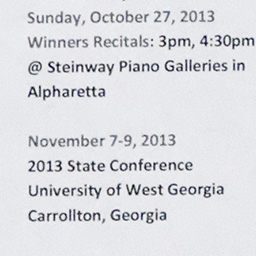 Sunday, October 27, 2013
Winners Recitals: 3pm, 4:30pm
@ Steinway Piano Galleries in
Alpharetta
November 7-9, 2013
2013 State Conference
University of West Georgia
Carrollton, Georgia